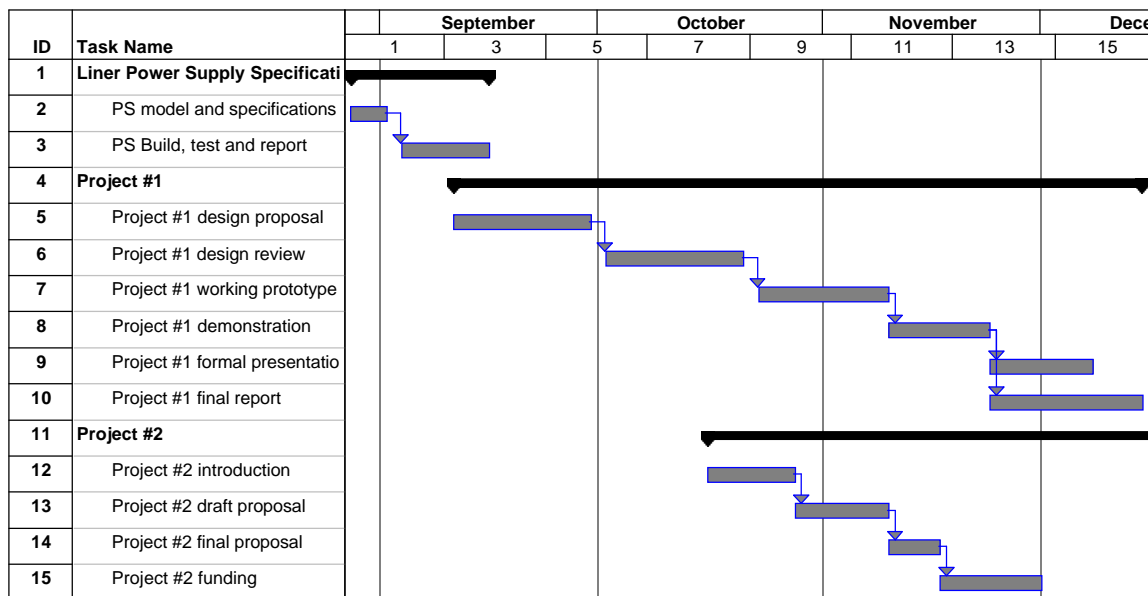 September October November Dece
ID Task Name 1 3 5 7 9 11 13 15
1 Liner Power Supply Specificati
2 PS model and specifications
3 PS Build, test and report
4 Project #1
5 Project #1 design proposal
6 Project #1 design review
7 Project #1 working prototype
8 Project #1 demonstration
9 Project #1 formal presentatio
10 Project #1 final report
11 Project #2
12 Project #2 introduction
13 Project #2 draft proposal
14 Project #2 final proposal
15 Project #2 funding